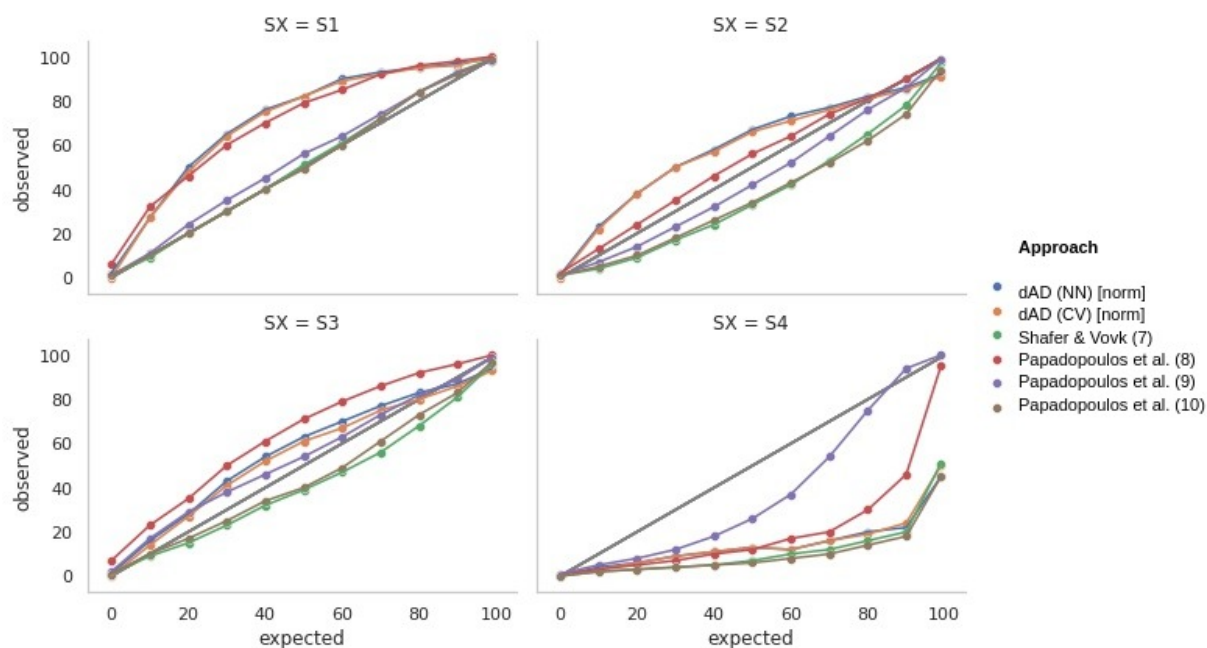 SX = S1
SX = S2
100
80
60
40
20
0
observed
SX = S3
SX = S4
100
80
60
40
20
0
observed
0 20 40 60 80 100
expected
0 20 40 60 80 100
expected
Approach
dAD (NN) [norm]
dAD (CV) [norm]
Shafer & Vovk (7)
Papadopoulos et al. (8)
Papadopoulos et al. (9)
Papadopoulos et al. (10)